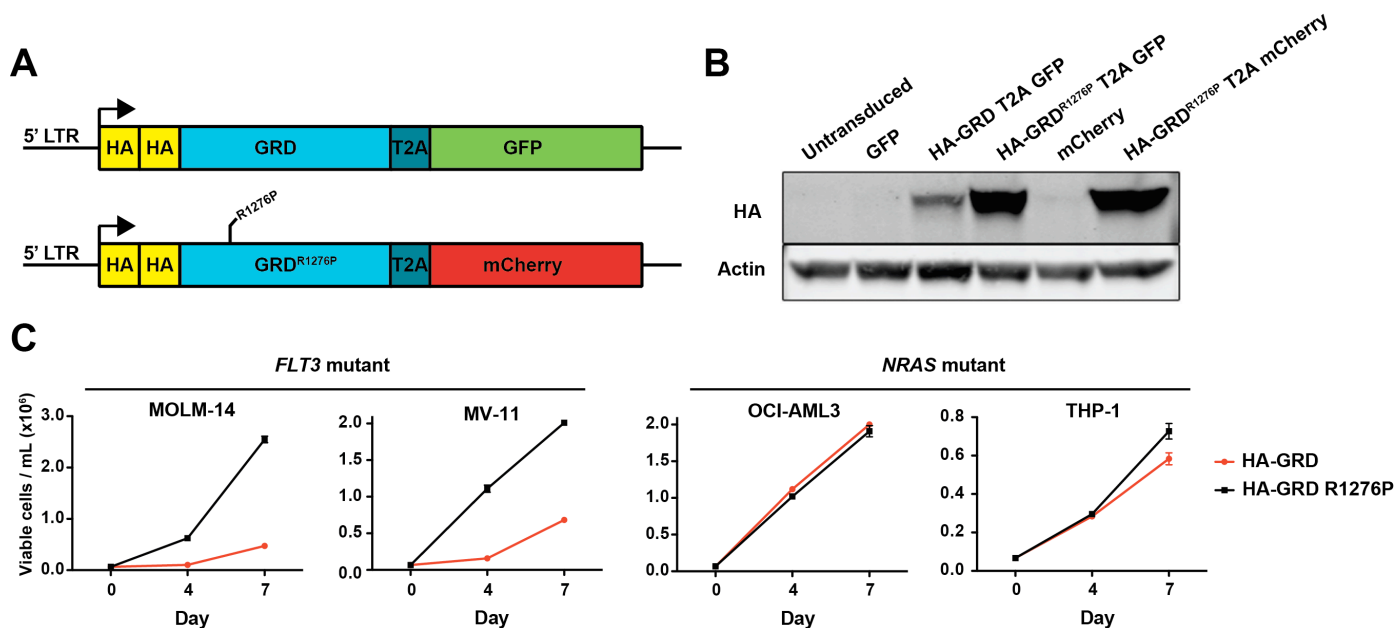 A
5' LTR
HA HA GRD T2A GFP
R1276P
5' LTR
HA HA GRDR1276P T2A mCherry
B
Untransduced
GFP
HA-GRD T2A GFP
HA-GRDR1276P T2A GFP
mCherry
HA-GRDR1276P T2A mCherry
HA
Actin
C
FLT3 mutant
NRAS mutant
MOLM-14
MV-11
OCI-AML3
THP-1
Viable cells / mL (x10⁶)
3.0
2.0
1.0
0.0
0 4 7
Day
2.0
1.5
1.0
0.5
0.0
0 4 7
Day
2.0
1.5
1.0
0.5
0.0
0 4 7
Day
0.8
0.6
0.4
0.2
0.0
0 4 7
Day
HA-GRD
HA-GRD R1276P